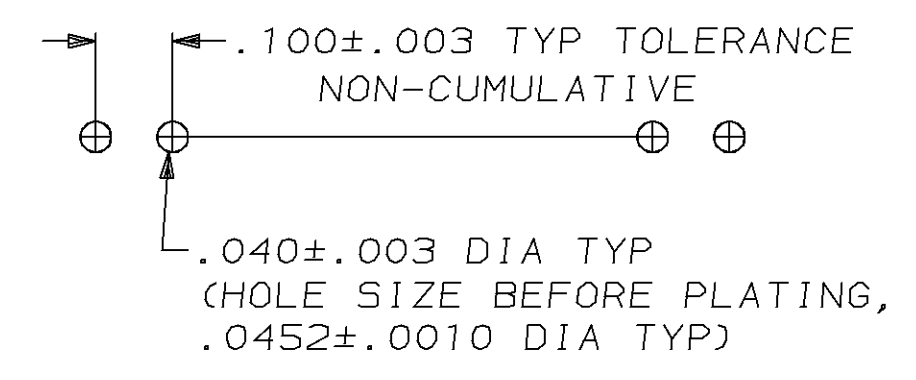 .100±.003 TYP TOLERANCE
NON-CUMULATIVE
.040±.003 DIA TYP
(HOLE SIZE BEFORE PLATING,
.0452±.0010 DIA TYP)